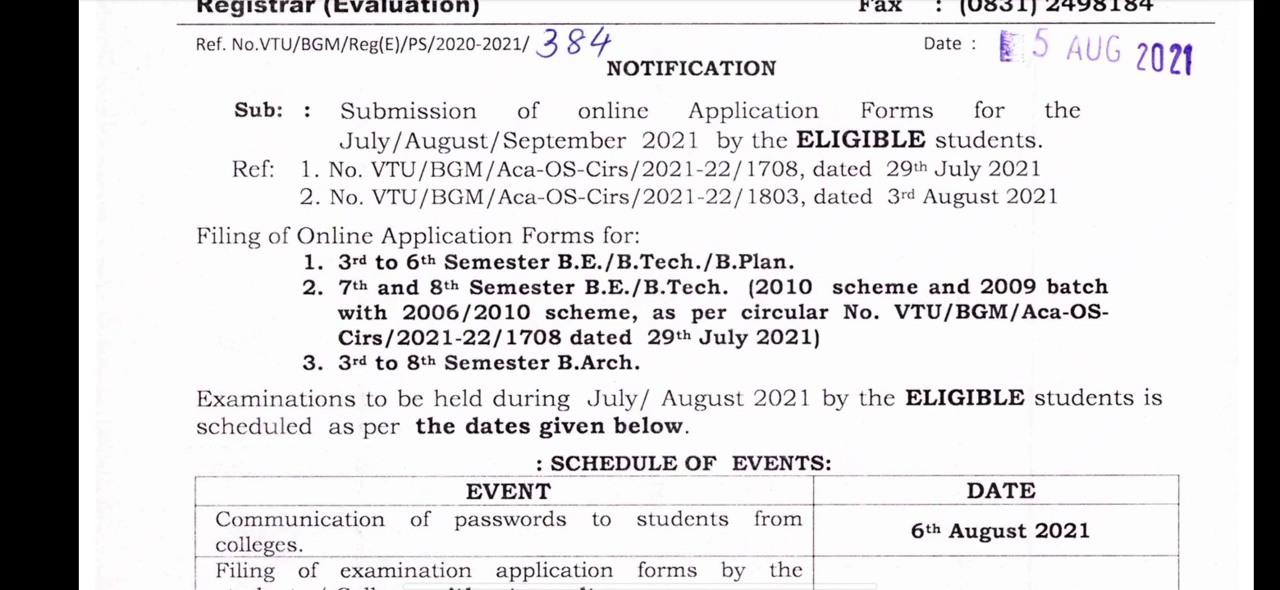 Registrar (Evaluation) Fax : (0831) 2498184
Ref. No.VTU/BGM/Reg(E)/PS/2020-2021/ 384 Date : 5 AUG 2021
NOTIFICATION
Sub: : Submission of online Application Forms for the
July/August/September 2021 by the ELIGIBLE students.
Ref: 1. No. VTU/BGM/Aca-OS-Cirs/2021-22/1708, dated 29th July 2021
2. No. VTU/BGM/Aca-OS-Cirs/2021-22/1803, dated 3rd August 2021
Filing of Online Application Forms for:
1. 3rd to 6th Semester B.E./B.Tech./B.Plan.
2. 7th and 8th Semester B.E./B.Tech. (2010 scheme and 2009 batch
with 2006/2010 scheme, as per circular No. VTU/BGM/Aca-OS-
Cirs/2021-22/1708 dated 29th July 2021)
3. 3rd to 8th Semester B.Arch.
Examinations to be held during July/ August 2021 by the ELIGIBLE students is
scheduled as per the dates given below.
: SCHEDULE OF EVENTS:
EVENT DATE
Communication of passwords to students from
colleges. 6th August 2021
Filing of examination application forms by the